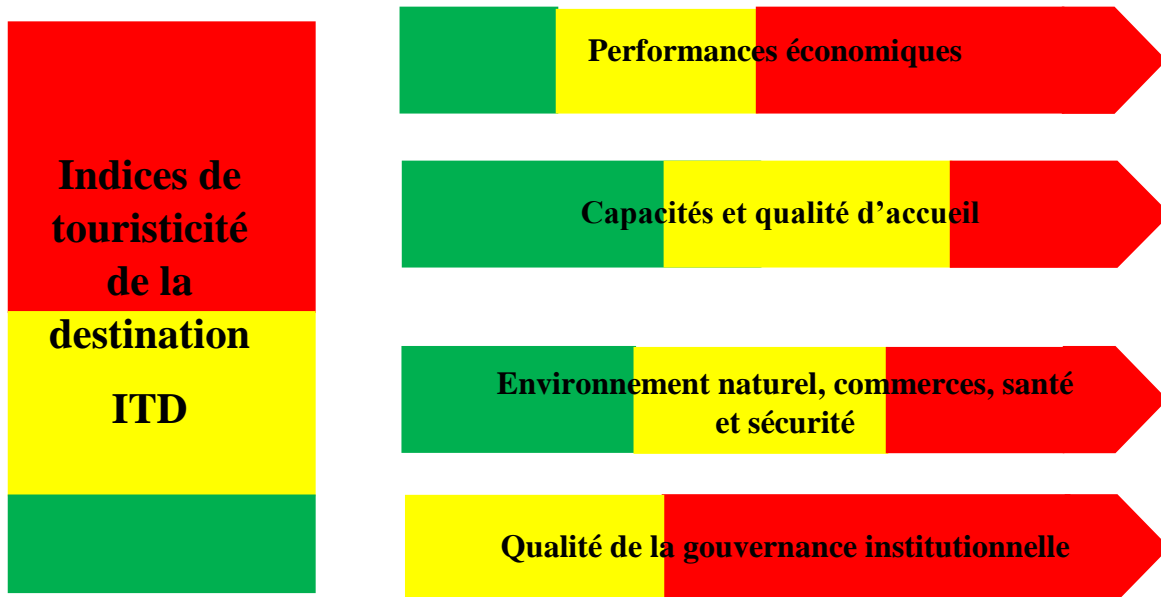 Indices de
touristicité
de la
destination
ITD
Performances économiques
Capacités et qualité d’accueil
Environnement naturel, commerces, santé
et sécurité
Qualité de la gouvernance institutionnelle